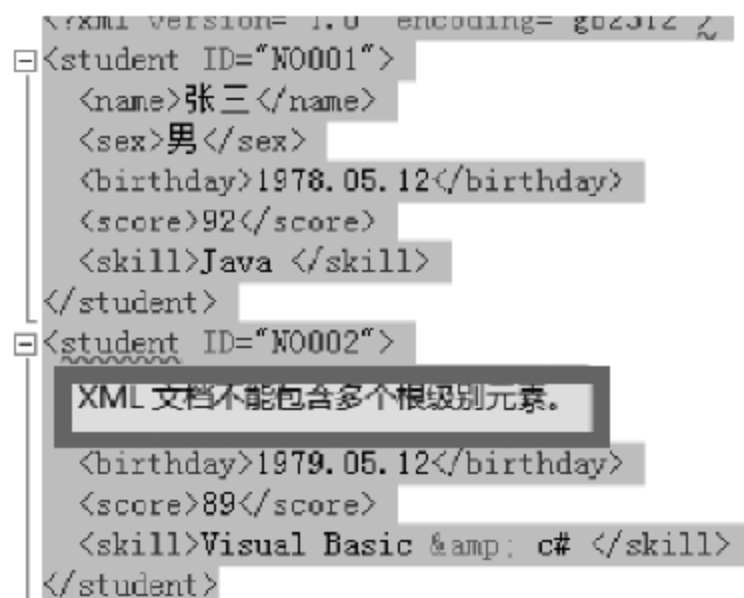 <?xml version="1.0" encoding="gb2312"?>
<student ID="NO001">
<name>张三</name>
<sex>男</sex>
<birthday>1978.05.12</birthday>
<score>92</score>
<skill>Java </skill>
</student>
<student ID="NO002">
XML 文档不能包含多个根级别元素。
<birthday>1979.05.12</birthday>
<score>89</score>
<skill>Visual Basic &amp; c# </skill>
</student>